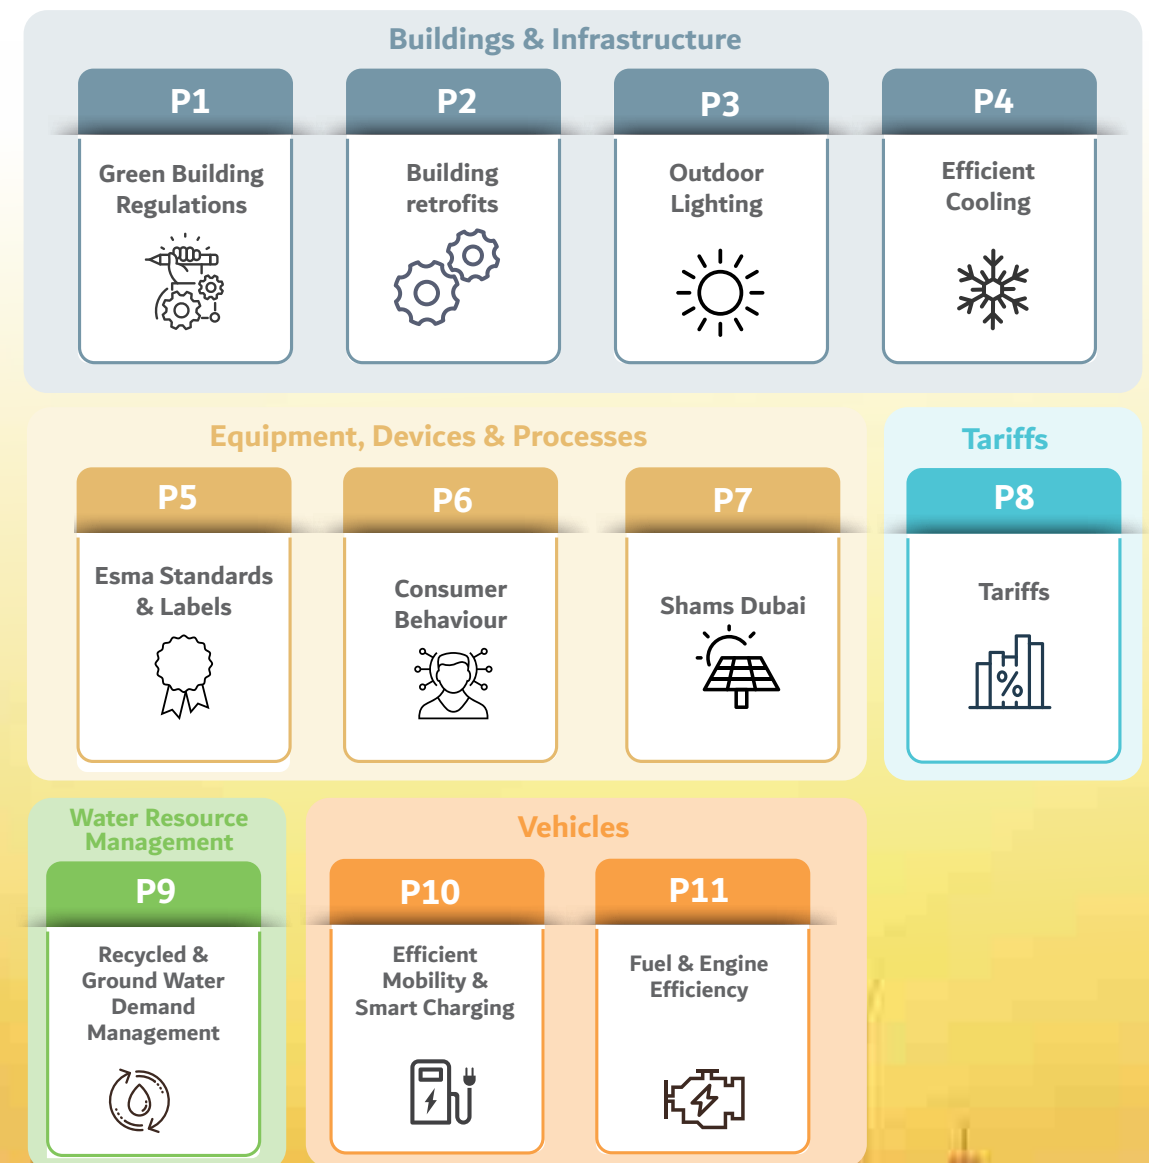 Buildings & Infrastructure
P1
Green Building
Regulations
P2
Building
retrofits
P3
Outdoor
Lighting
P4
Efficient
Cooling
Equipment, Devices & Processes
P5
Esma Standards
& Labels
P6
Consumer
Behaviour
P7
Shams Dubai
Tariffs
P8
Tariffs
%
Water Resource
Management
P9
Recycled &
Ground Water
Demand
Management
Vehicles
P10
Efficient
Mobility &
Smart Charging
P11
Fuel & Engine
Efficiency